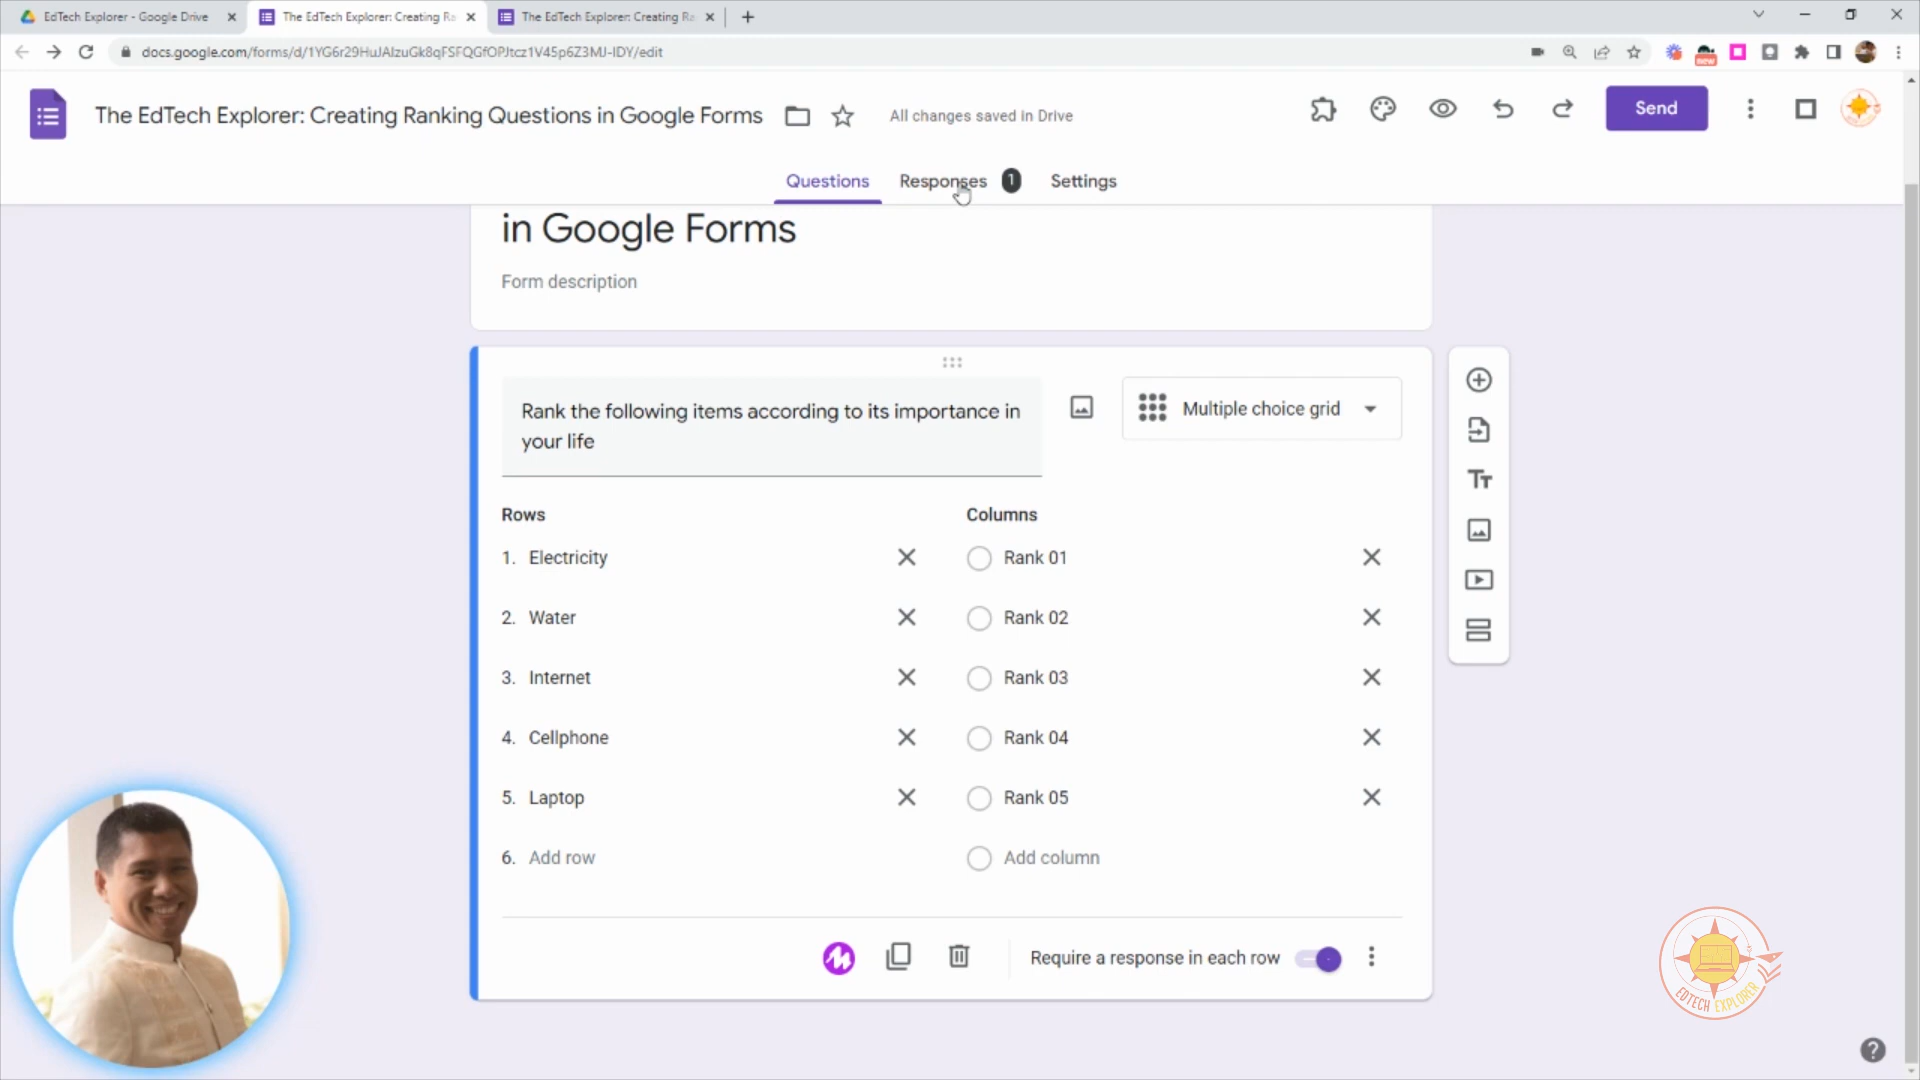 EdTech Explorer - Google Drive
The EdTech Explorer: Creating Ra
The EdTech Explorer: Creating Ra
docs.google.com/forms/d/1YG6r29HuJAIzuGk8qFSFQGfOPJtcz1V45p6Z3MJ-IDY/edit
new
The EdTech Explorer: Creating Ranking Questions in Google Forms
All changes saved in Drive
Send
Questions
Responses 1
Settings
in Google Forms
Form description
Rank the following items according to its importance in
your life
Multiple choice grid
Rows
Columns
1. Electricity
Rank 01
2. Water
Rank 02
3. Internet
Rank 03
4. Cellphone
Rank 04
5. Laptop
Rank 05
6. Add row
Add column
Require a response in each row
EDTECH EXPLORER